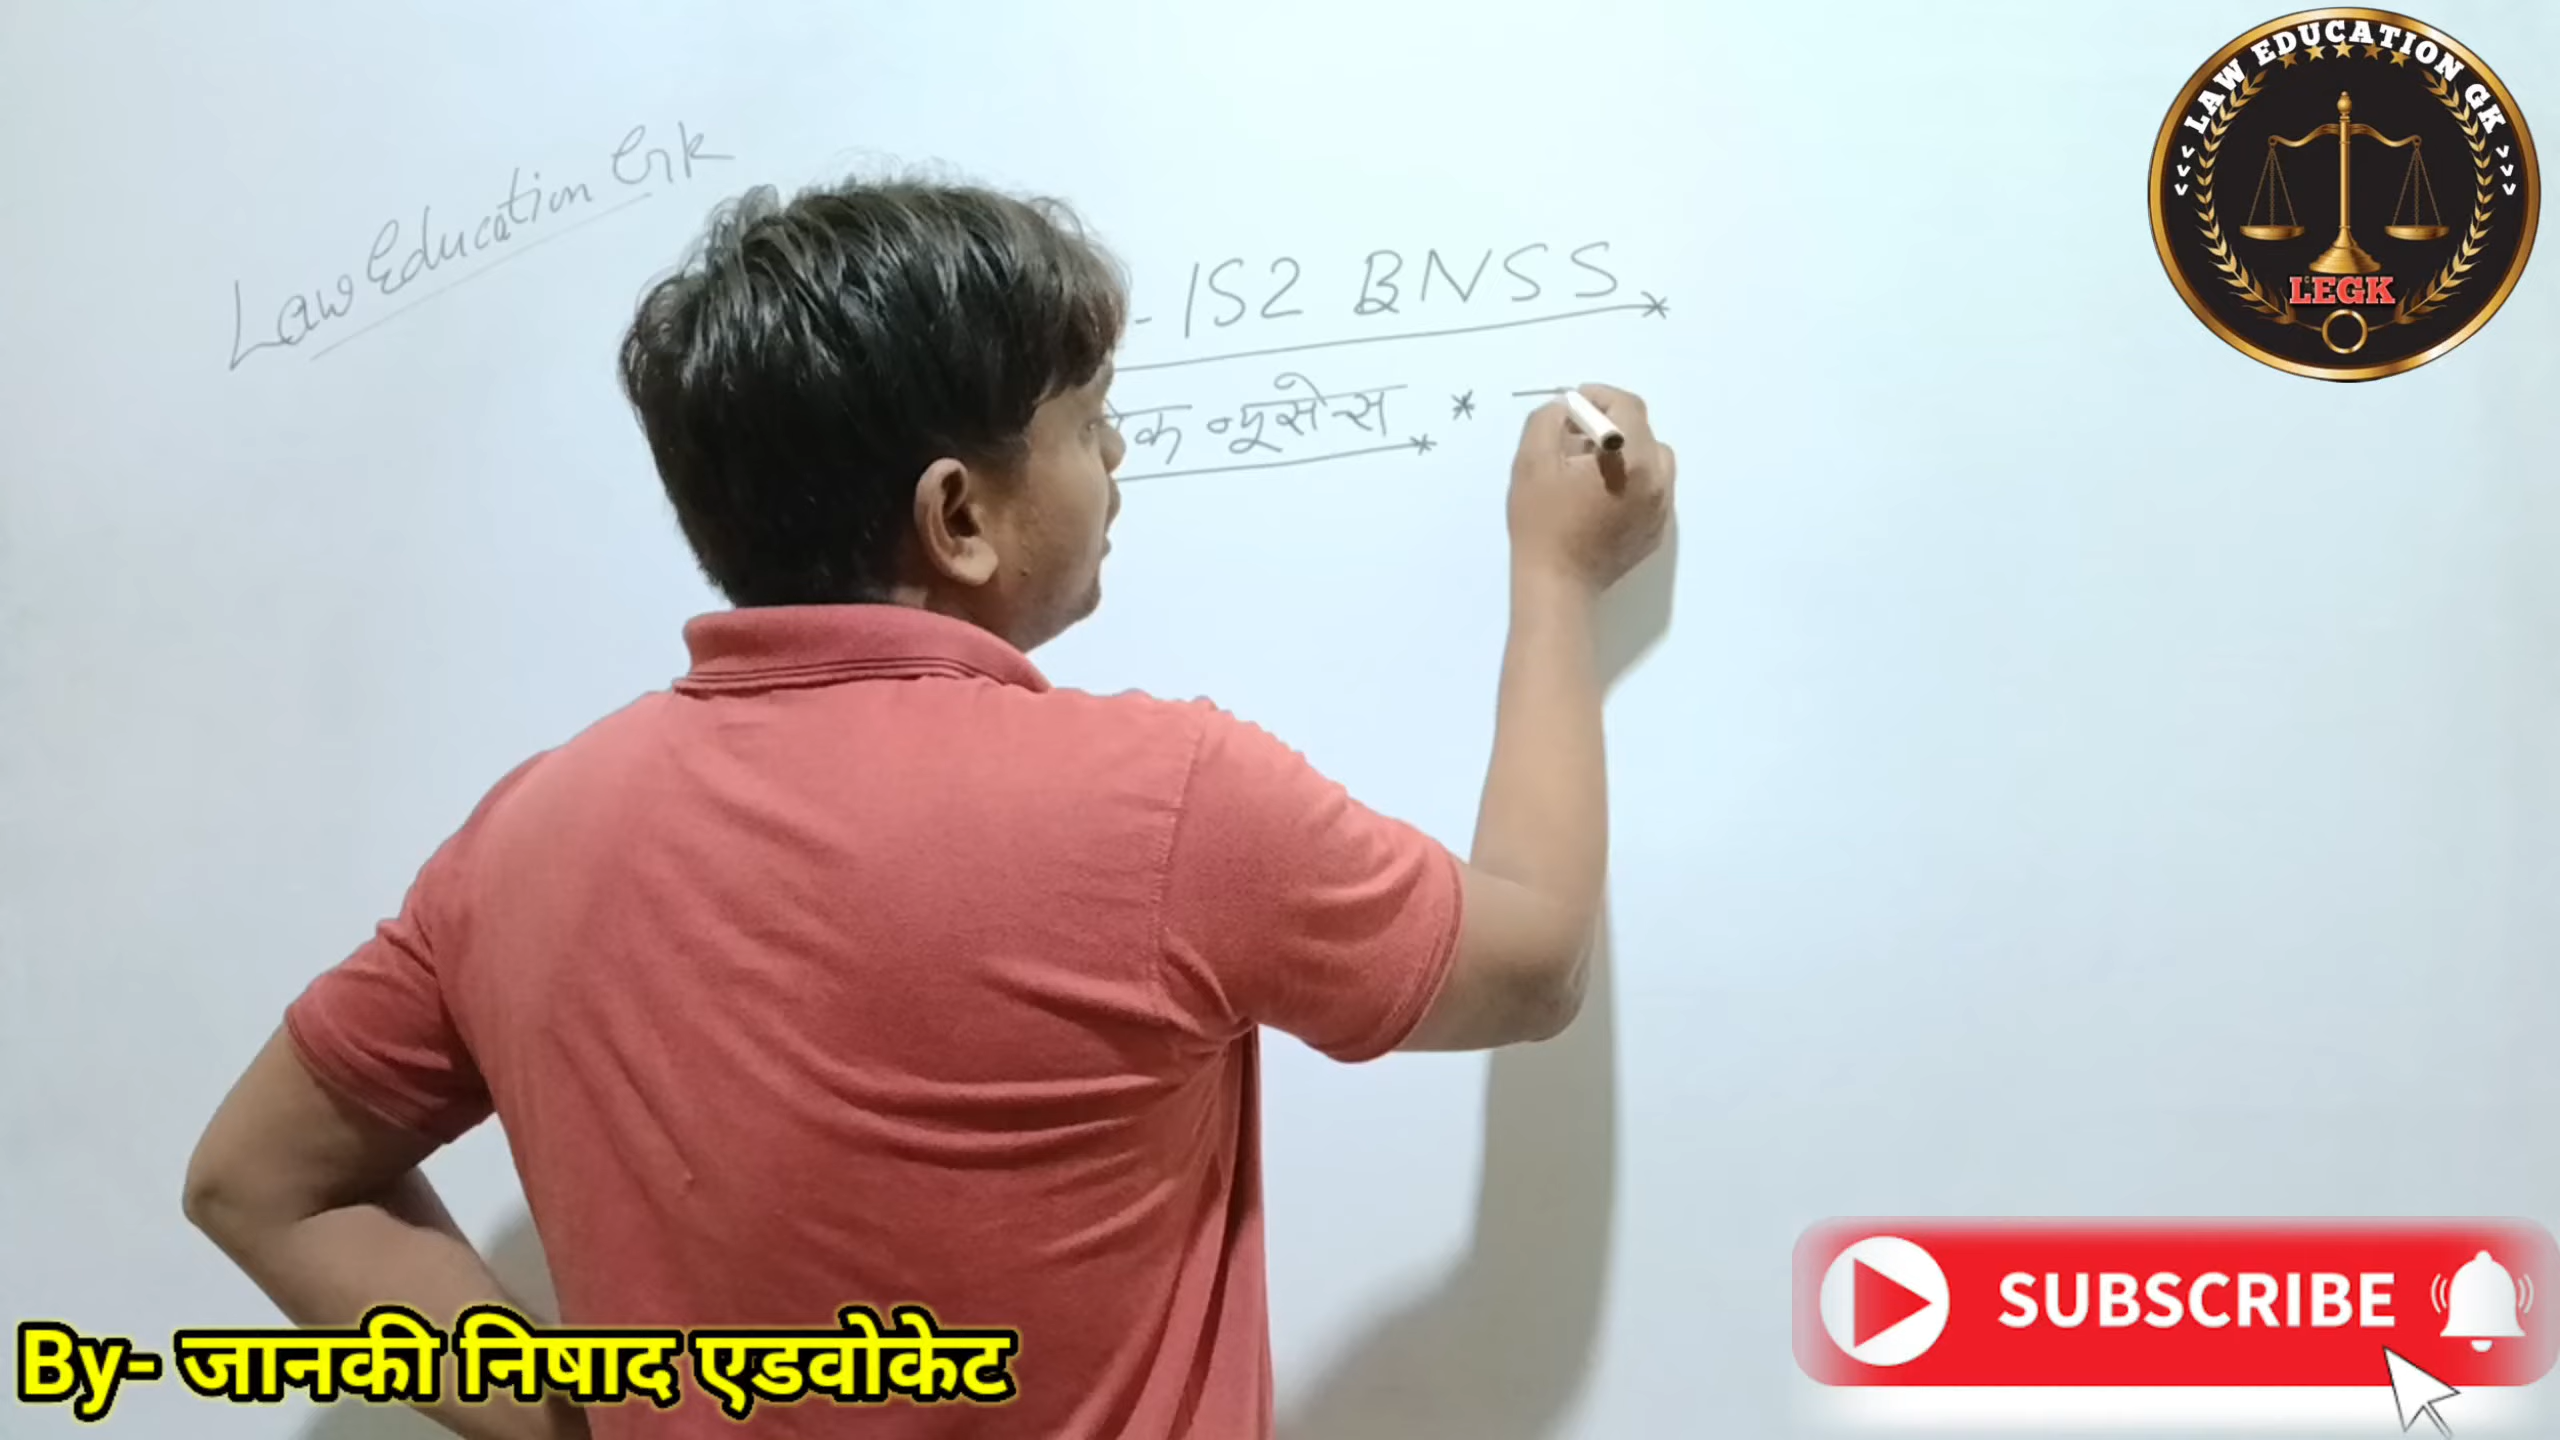 Law Education Gk
- 152 BNSS
न्यूसेंस
LAW EDUCATION GK
LEGK
By- जानकी निषाद एडवोकेट
SUBSCRIBE